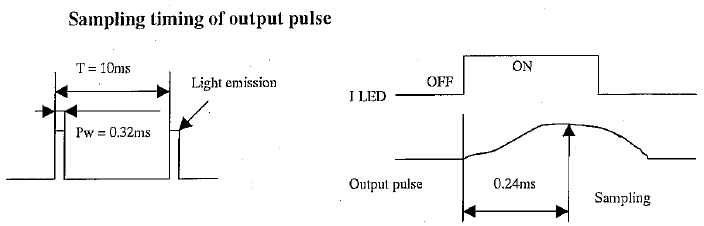 Sampling timing of output pulse
T = 10ms
Light emission
Pw = 0.32ms
OFF
ON
I LED
Output pulse
0.24ms
Sampling